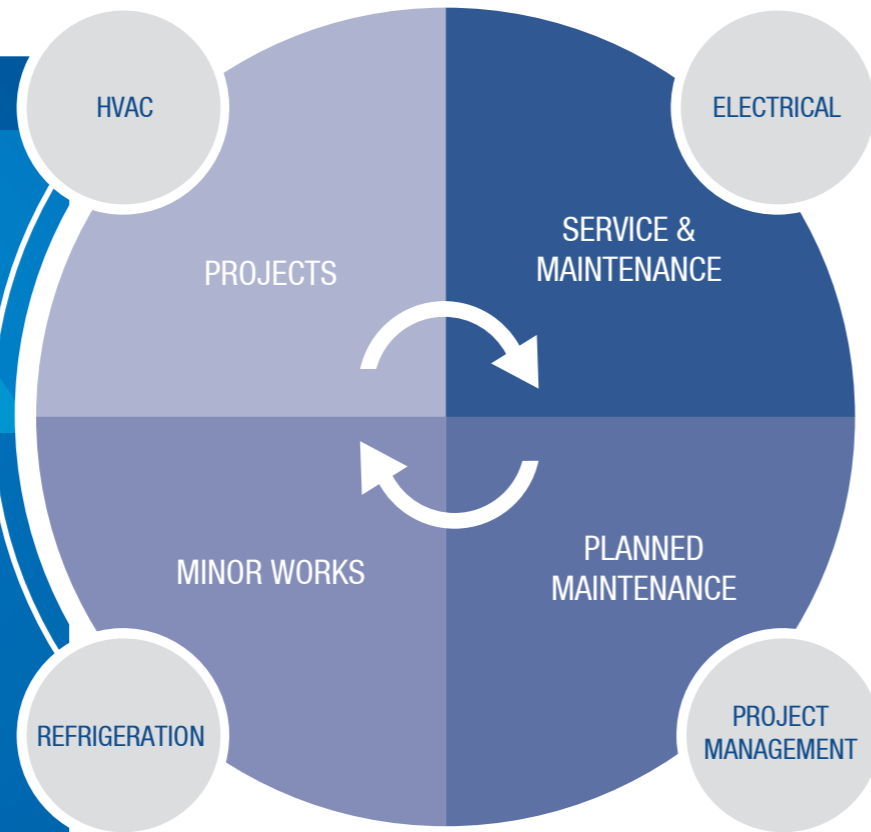 HVAC
ELECTRICAL
PROJECTS
SERVICE &
MAINTENANCE
MINOR WORKS
PLANNED
MAINTENANCE
REFRIGERATION
PROJECT
MANAGEMENT